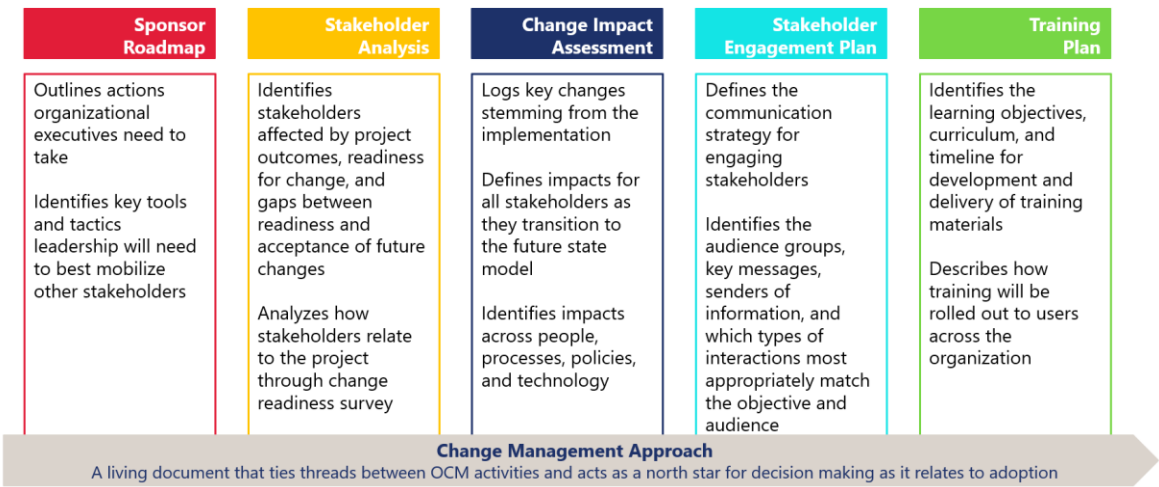 Sponsor
Roadmap
Outlines actions
organizational
executives need to
take
Identifies key tools
and tactics
leadership will need
to best mobilize
other stakeholders
Stakeholder
Analysis
Identifies
stakeholders
affected by project
outcomes, readiness
for change, and
gaps between
readiness and
acceptance of future
changes
Analyzes how
stakeholders relate
to the project
through change
readiness survey
Change Impact
Assessment
Logs key changes
stemming from the
implementation
Defines impacts for
all stakeholders as
they transition to
the future state
model
Identifies impacts
across people,
processes, policies,
and technology
Stakeholder
Engagement Plan
Defines the
communication
strategy for
engaging
stakeholders
Identifies the
audience groups,
key messages,
senders of
information, and
which types of
interactions most
appropriately match
the objective and
audience
Training
Plan
Identifies the
learning objectives,
curriculum, and
timeline for
development and
delivery of training
materials
Describes how
training will be
rolled out to users
across the
organization
Change Management Approach
A living document that ties threads between OCM activities and acts as a north star for decision making as it relates to adoption